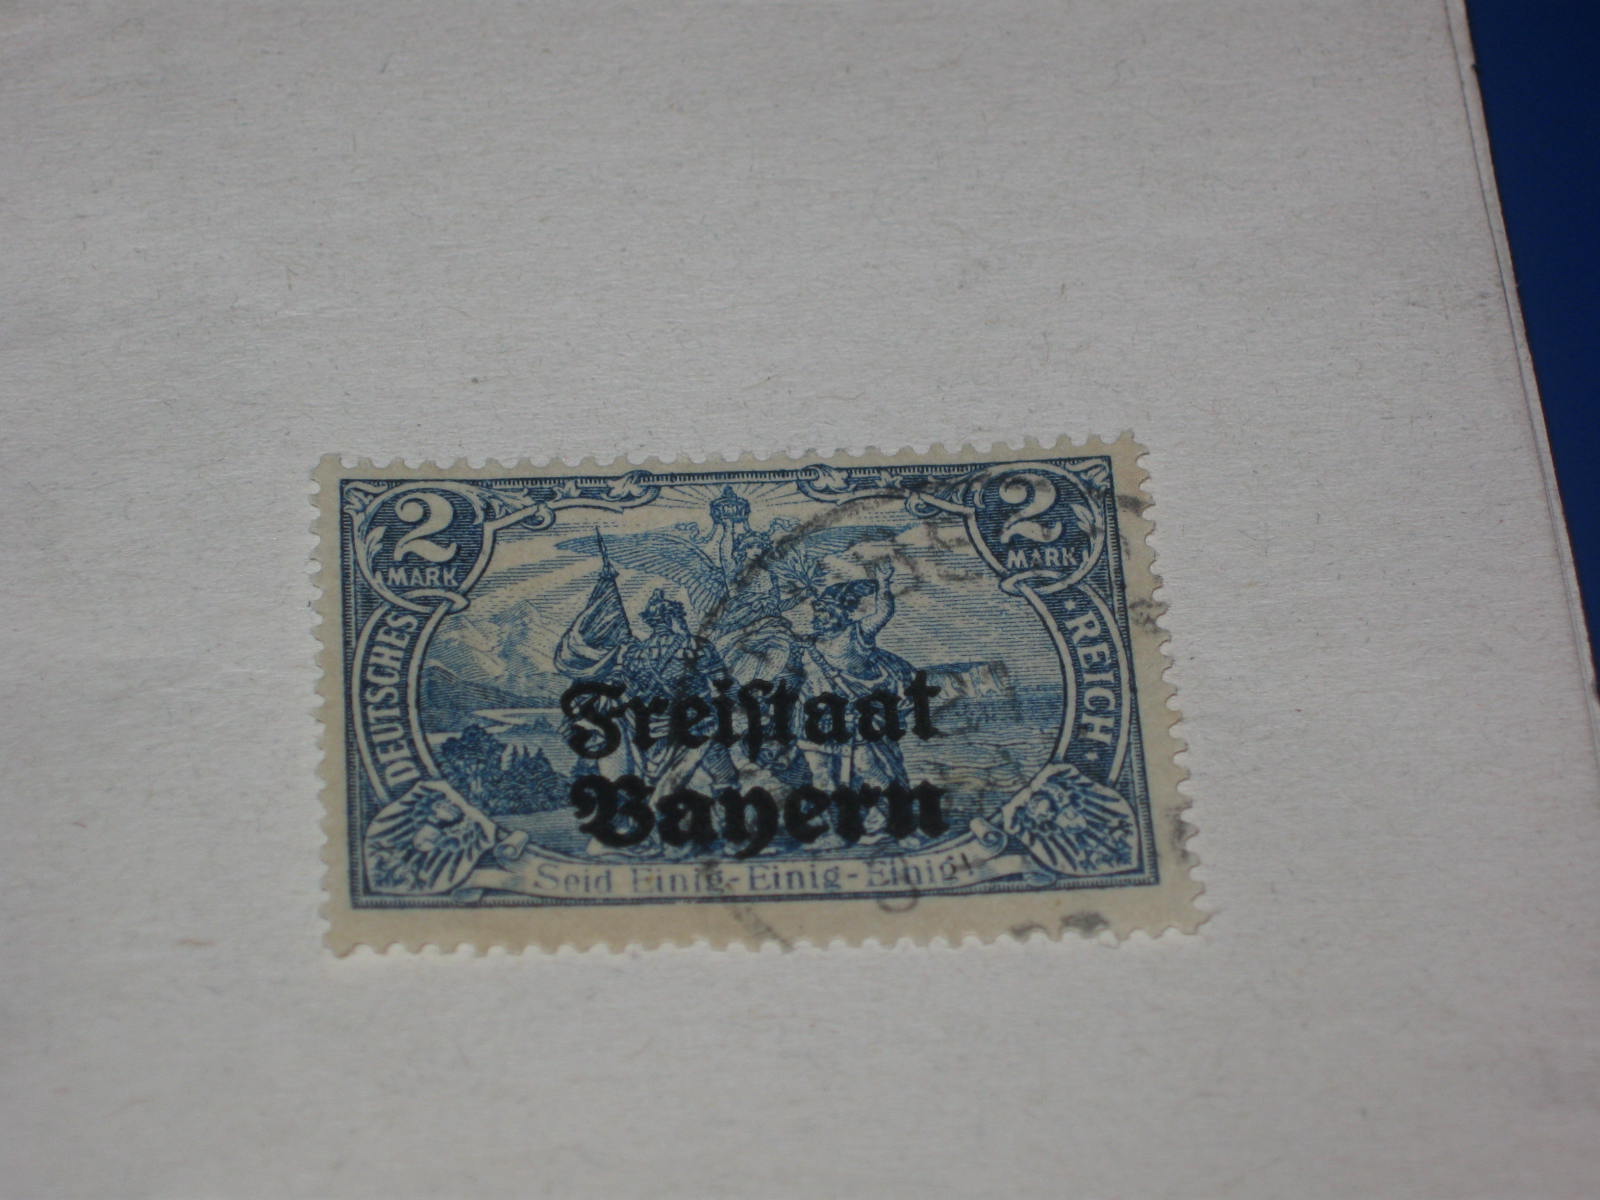 2 MARK
2 MARK
DEUTSCHES
· REICH ·
Freistaat
Bayern
Seid Einig-Einig-Einig!